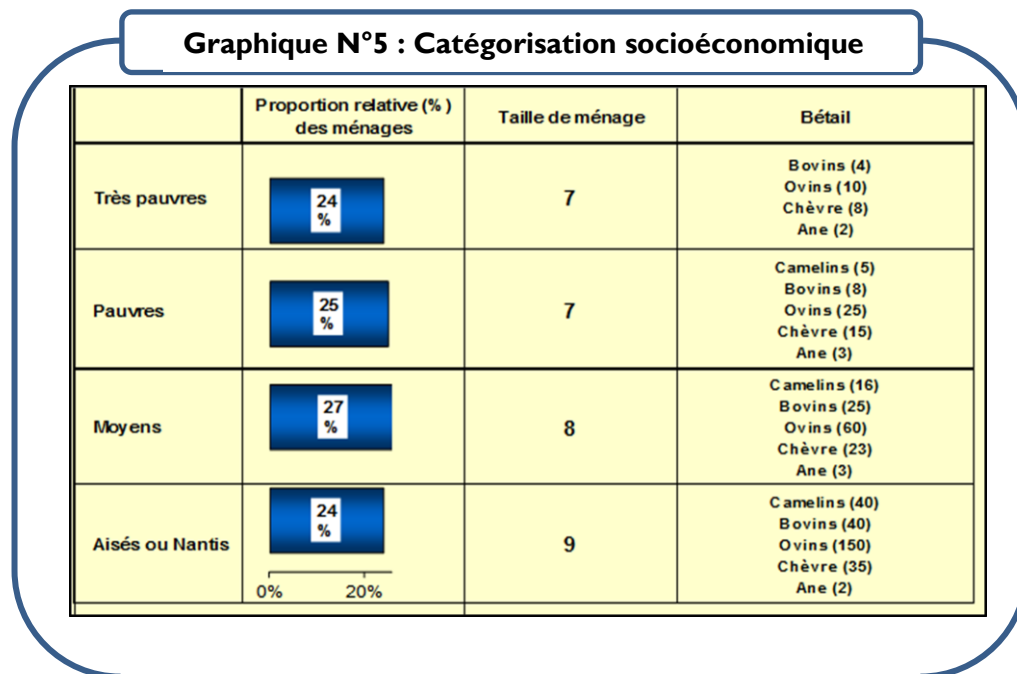 Graphique N°5 : Catégorisation socioéconomique
Proportion relative (%)
des ménages
Taille de ménage
Bétail
Très pauvres
24
%
7
Bovins (4)
Ovins (10)
Chèvre (8)
Ane (2)
Pauvres
25
%
7
Camelins (5)
Bovins (8)
Ovins (25)
Chèvre (15)
Ane (3)
Moyens
27
%
8
Camelins (16)
Bovins (25)
Ovins (60)
Chèvre (23)
Ane (3)
Aisés ou Nantis
24
%
0% 20%
9
Camelins (40)
Bovins (40)
Ovins (150)
Chèvre (35)
Ane (2)